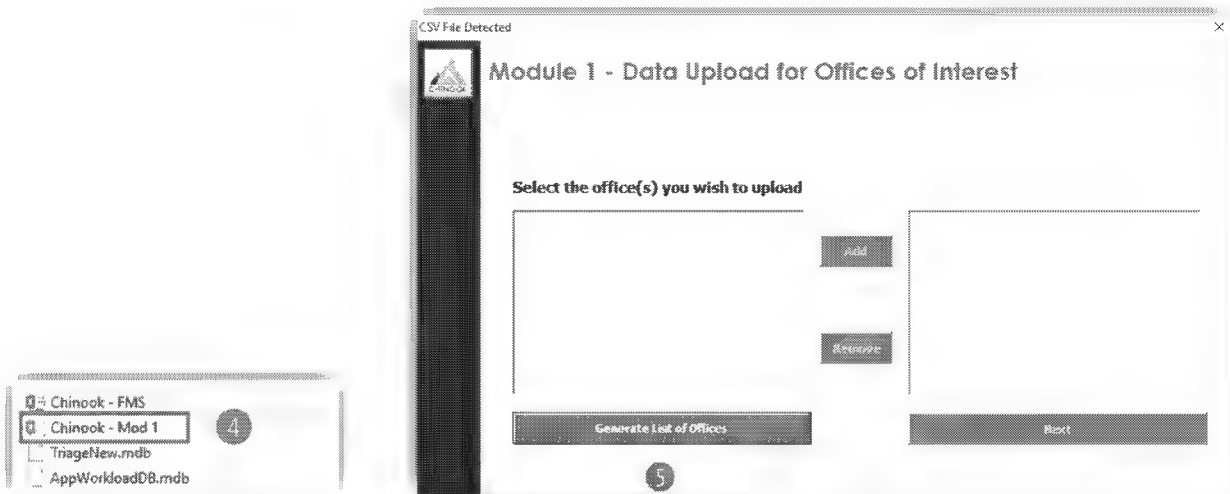 CSV File Detected
CHINOOK
Module 1 - Data Upload for Offices of Interest
Select the office(s) you wish to upload
Add
Remove
Generate List of Offices
Next
5
Chinook - FMS
Chinook - Mod 1
4
TriageNew.mdb
AppWorkloadDB.mdb